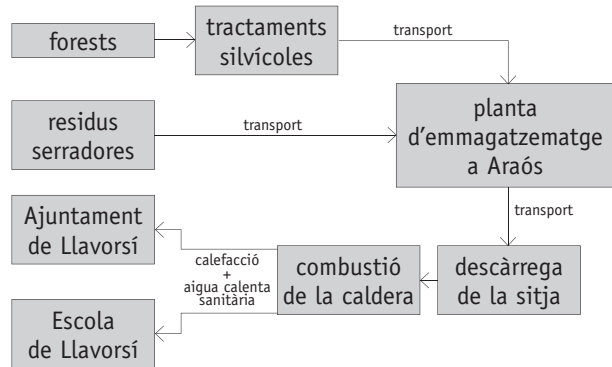 forests
tractaments
silvícoles
transport
residus
serradores
transport
planta
d'emmagatzematge
a Araós
transport
Ajuntament
de Llavorsí
calefacció
+
aigua calenta
sanitària
combustió
de la caldera
descàrrega
de la sitja
Escola
de Llavorsí